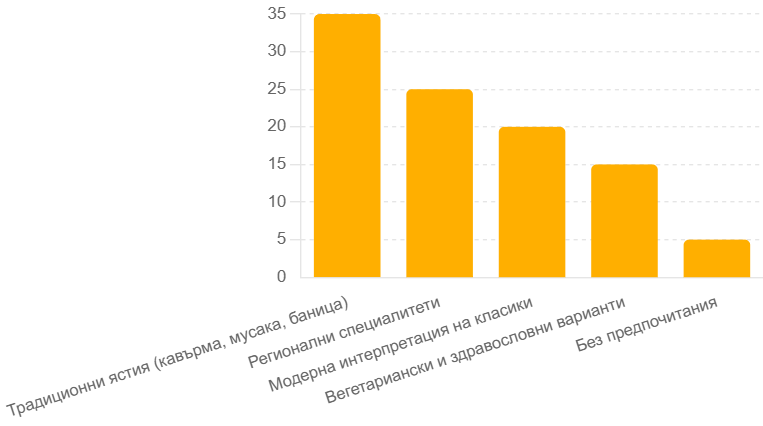 35
30
25
20
15
10
5
0
Традиционни ястия (кавърма, мусака, баница)
Регионални специалитети
Модерна интерпретация на класики
Вегетариански и здравословни варианти
Без предпочитания